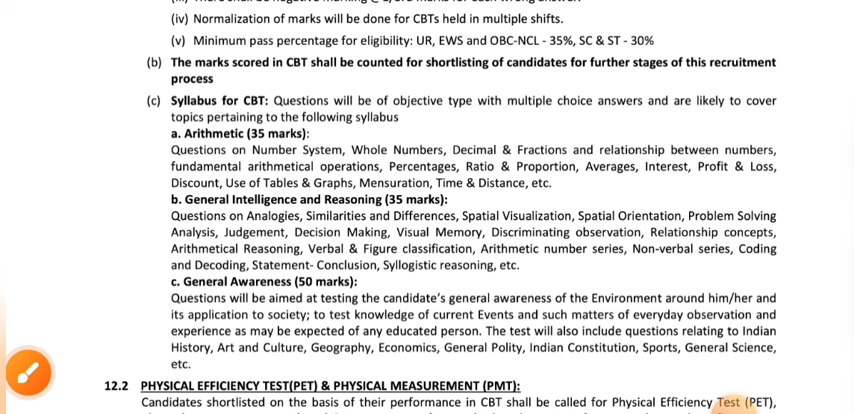 (iv) Normalization of marks will be done for CBTs held in multiple shifts.
(v) Minimum pass percentage for eligibility: UR, EWS and OBC-NCL - 35%, SC & ST - 30%
(b) The marks scored in CBT shall be counted for shortlisting of candidates for further stages of this recruitment
process
(c) Syllabus for CBT: Questions will be of objective type with multiple choice answers and are likely to cover
topics pertaining to the following syllabus
a. Arithmetic (35 marks):
Questions on Number System, Whole Numbers, Decimal & Fractions and relationship between numbers,
fundamental arithmetical operations, Percentages, Ratio & Proportion, Averages, Interest, Profit & Loss,
Discount, Use of Tables & Graphs, Mensuration, Time & Distance, etc.
b. General Intelligence and Reasoning (35 marks):
Questions on Analogies, Similarities and Differences, Spatial Visualization, Spatial Orientation, Problem Solving
Analysis, Judgement, Decision Making, Visual Memory, Discriminating observation, Relationship concepts,
Arithmetical Reasoning, Verbal & Figure classification, Arithmetic number series, Non-verbal series, Coding
and Decoding, Statement- Conclusion, Syllogistic reasoning, etc.
c. General Awareness (50 marks):
Questions will be aimed at testing the candidate's general awareness of the Environment around him/her and
its application to society; to test knowledge of current Events and such matters of everyday observation and
experience as may be expected of any educated person. The test will also include questions relating to Indian
History, Art and Culture, Geography, Economics, General Polity, Indian Constitution, Sports, General Science,
etc.
12.2 PHYSICAL EFFICIENCY TEST(PET) & PHYSICAL MEASUREMENT (PMT):
Candidates shortlisted on the basis of their performance in CBT shall be called for Physical Efficiency Test (PET),